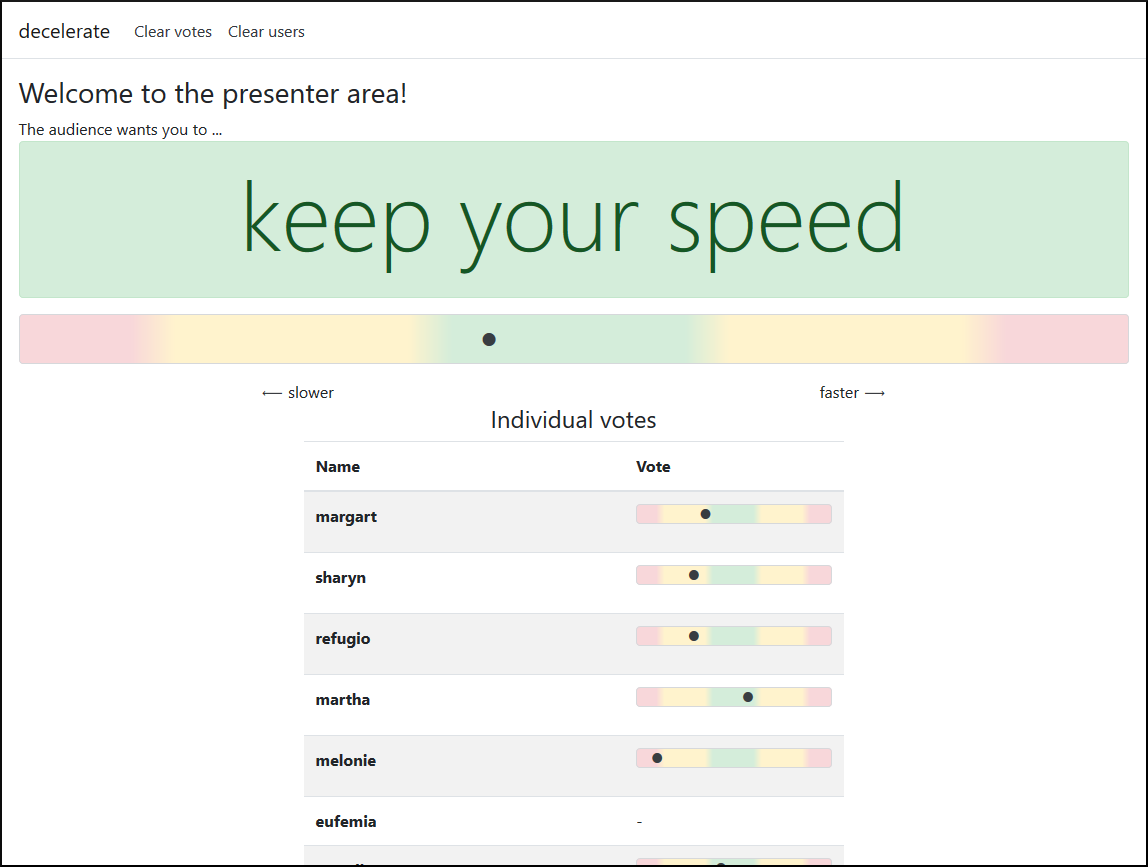 decelerate Clear votes Clear users
Welcome to the presenter area!
The audience wants you to ...
keep your speed
⟵ slower faster ⟶
Individual votes
Name Vote
margart
sharyn
refugio
martha
melonie
eufemia -